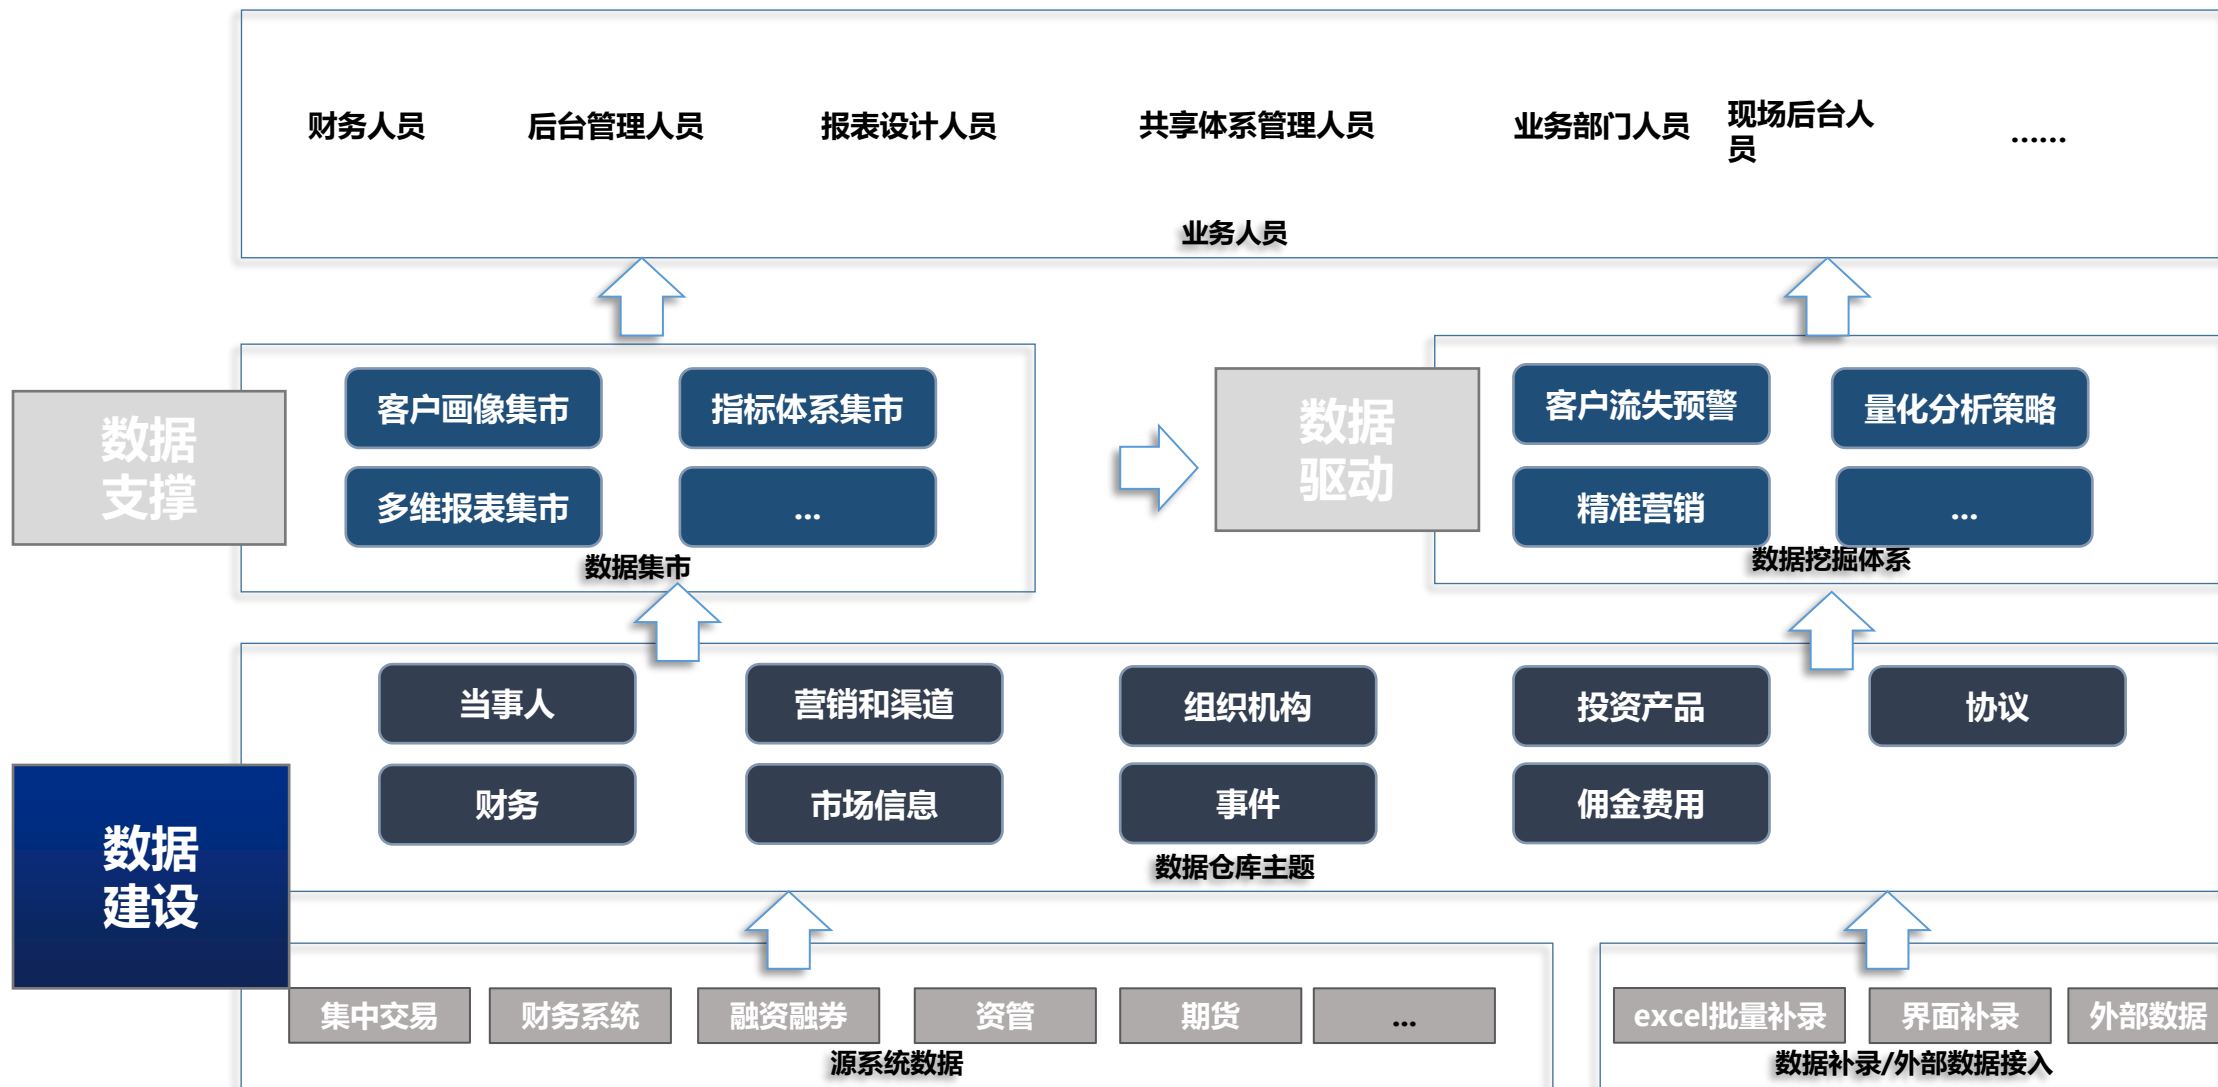 财务人员
后台管理人员
报表设计人员
共享体系管理人员
业务部门人员
现场后台人
员
......
业务人员
数据
支撑
客户画像集市
指标体系集市
多维报表集市
...
数据集市
数据
驱动
客户流失预警
量化分析策略
精准营销
...
数据挖掘体系
数据
建设
当事人
营销和渠道
组织机构
投资产品
协议
财务
市场信息
事件
佣金费用
数据仓库主题
集中交易
财务系统
融资融券
资管
期货
...
源系统数据
excel批量补录
界面补录
外部数据
数据补录/外部数据接入